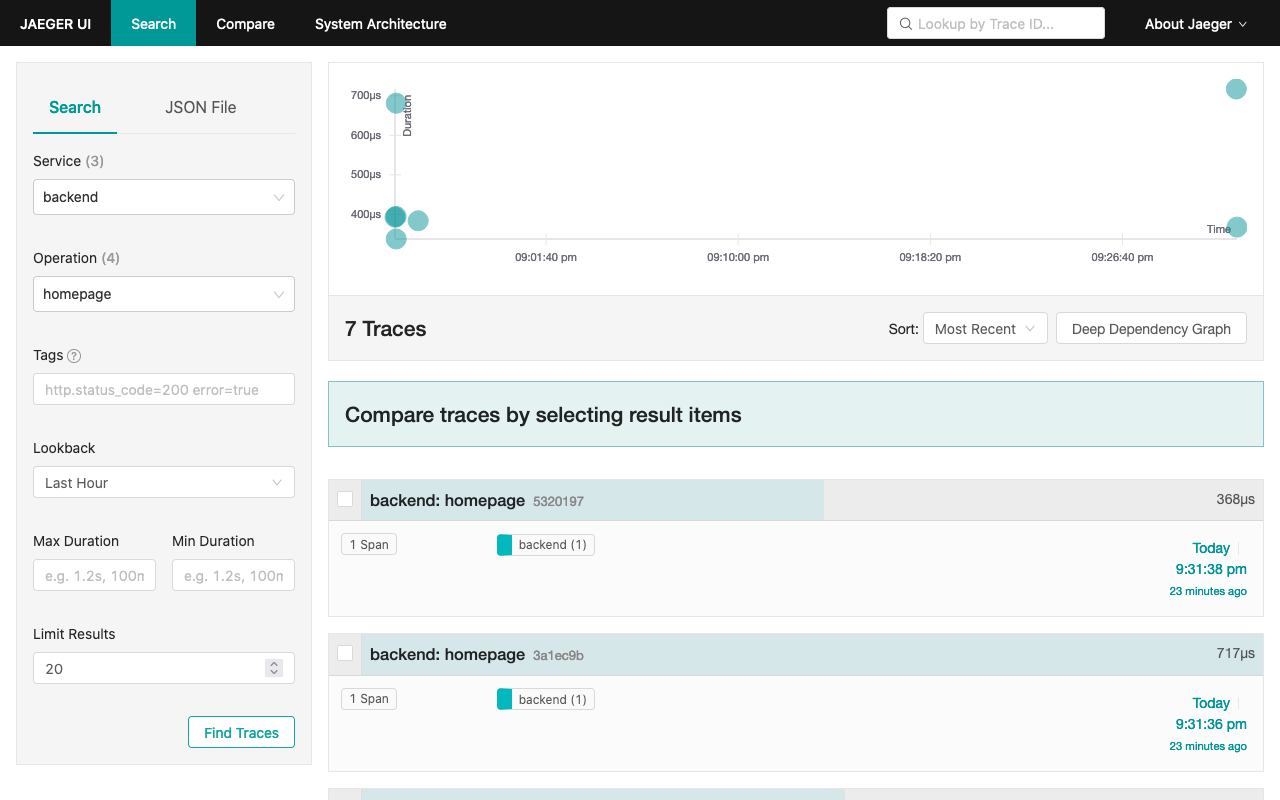 JAEGER UI Search Compare System Architecture Lookup by Trace ID... About Jaeger
Search JSON File
Service (3)
backend
Operation (4)
homepage
Tags ?
http.status_code=200 error=true
Lookback
Last Hour
Max Duration Min Duration
e.g. 1.2s, 100m e.g. 1.2s, 100m
Limit Results
20
Find Traces
700μs
600μs
500μs
400μs
Duration
Time
09:01:40 pm 09:10:00 pm 09:18:20 pm 09:26:40 pm
7 Traces Sort: Most Recent Deep Dependency Graph
Compare traces by selecting result items
backend: homepage 5320197 368μs
1 Span backend (1) Today
9:31:38 pm
23 minutes ago
backend: homepage 3a1ec9b 717μs
1 Span backend (1) Today
9:31:36 pm
23 minutes ago